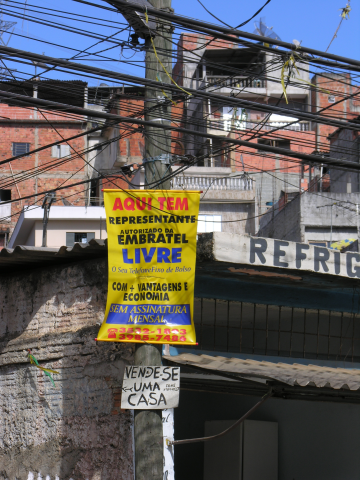 AQUI TEM
REPRESENTANTE
AUTORIZADO DA
EMBRATEL
LIVRE
O Seu Telefone Fixo de Bolso
COM + VANTAGENS E
ECONOMIA
SEM ASSINATURA
MENSAL
REFRIG
VENDE-SE
UMA
CASA